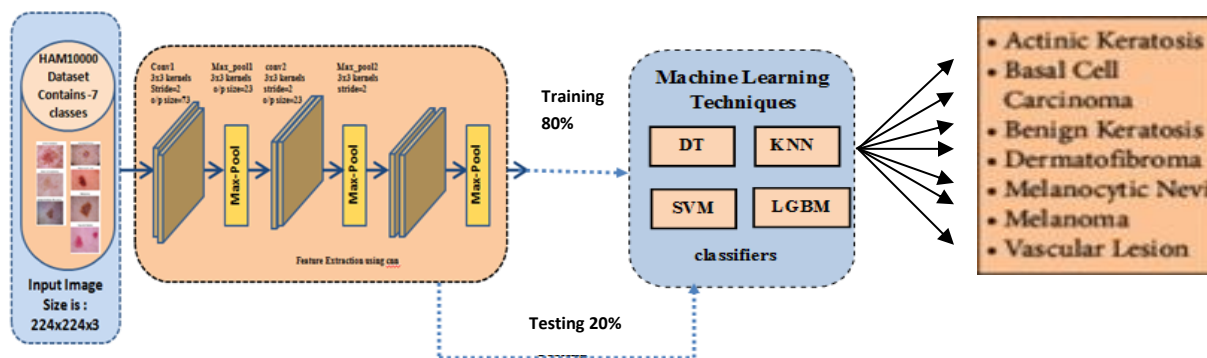 HAM10000
Dataset
Contains -7
classes
Input Image
Size is :
224x224x3
Conv1
3x3 kernels
Stride=2
o/p size=73
Max_pool1
3x3 kernels
o/p size=23
conv2
3x3 kernels
stride=2
o/p size=23
Max_pool2
3x3 kernels
stride=2
Max-Pool
Max-Pool
Max-Pool
Feature Extraction using cnn
Training
80%
Testing 20%
Machine Learning
Techniques
DT
KNN
SVM
LGBM
classifiers
• Actinic Keratosis
• Basal Cell
Carcinoma
• Benign Keratosis
• Dermatofibroma
• Melanocytic Nevi
• Melanoma
• Vascular Lesion